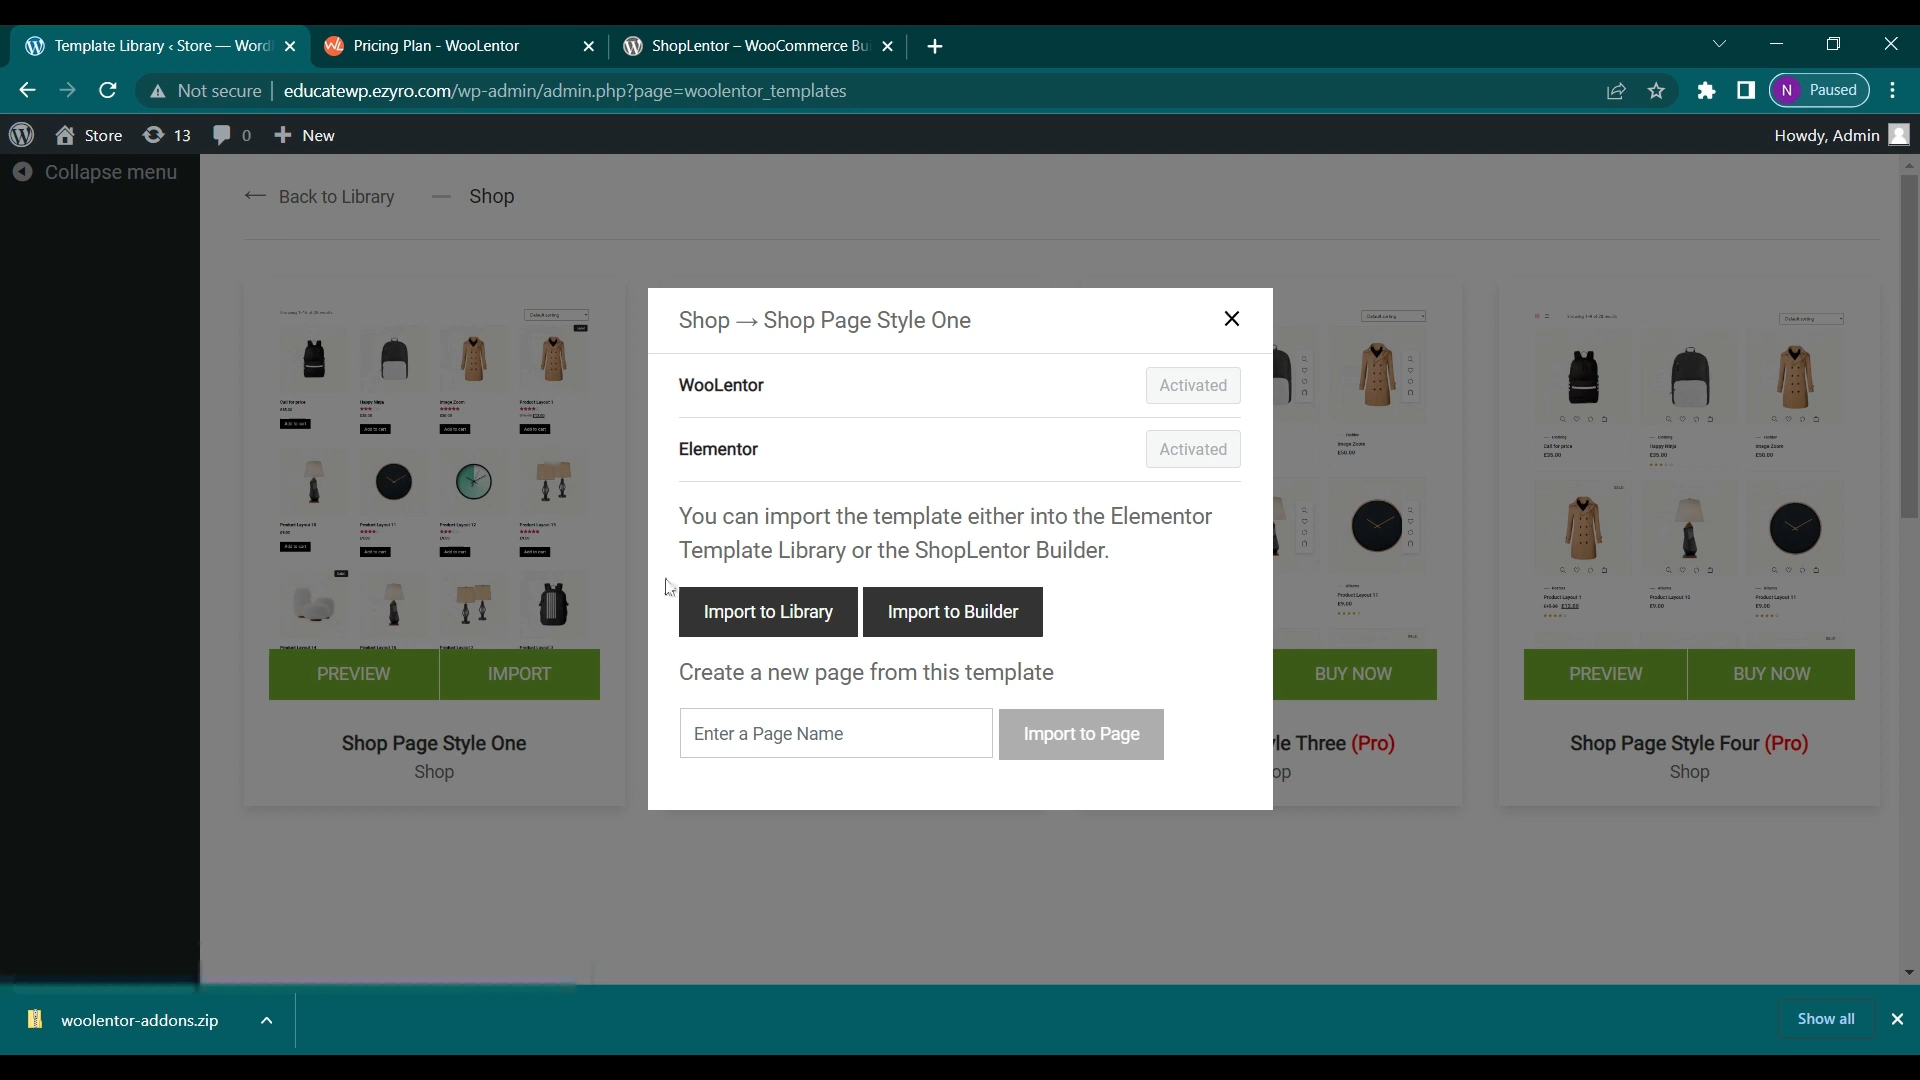 Template Library ‹ Store — Word
Pricing Plan - WooLentor
ShopLentor – WooCommerce Bui
Not secure
educatewp.ezyro.com/wp-admin/admin.php?page=woolentor_templates
N
Paused
Store
13
0
New
Howdy, Admin
Collapse menu
Back to Library
Shop
Shop → Shop Page Style One
WooLentor
Activated
Elementor
Activated
You can import the template either into the Elementor
Template Library or the ShopLentor Builder.
Import to Library
Import to Builder
Create a new page from this template
Enter a Page Name
Import to Page
PREVIEW
IMPORT
BUY NOW
PREVIEW
BUY NOW
Shop Page Style One
Shop
le Three (Pro)
op
Shop Page Style Four (Pro)
Shop
woolentor-addons.zip
Show all